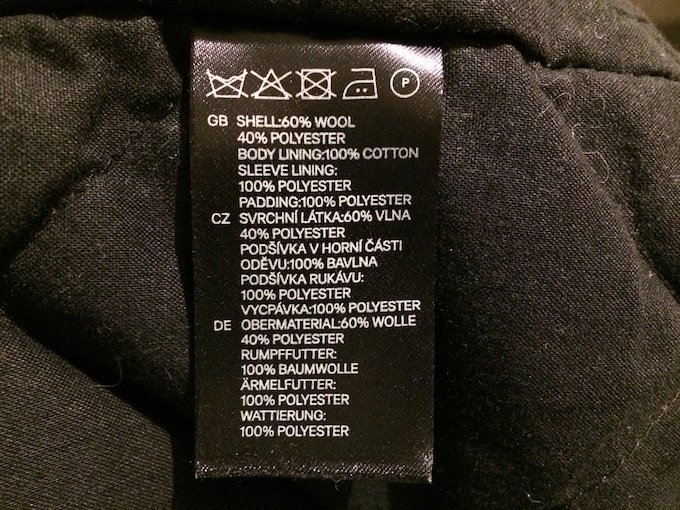 P
GB SHELL:60% WOOL
40% POLYESTER
BODY LINING:100% COTTON
SLEEVE LINING:
100% POLYESTER
PADDING:100% POLYESTER
CZ SVRCHNÍ LÁTKA:60% VLNA
40% POLYESTER
PODŠÍVKA V HORNÍ ČÁSTI
ODĚVU:100% BAVLNA
PODŠÍVKA RUKÁVU:
100% POLYESTER
VYCPÁVKA:100% POLYESTER
DE OBERMATERIAL:60% WOLLE
40% POLYESTER
RUMPFFUTTER:
100% BAUMWOLLE
ÄRMELFUTTER:
100% POLYESTER
WATTIERUNG:
100% POLYESTER